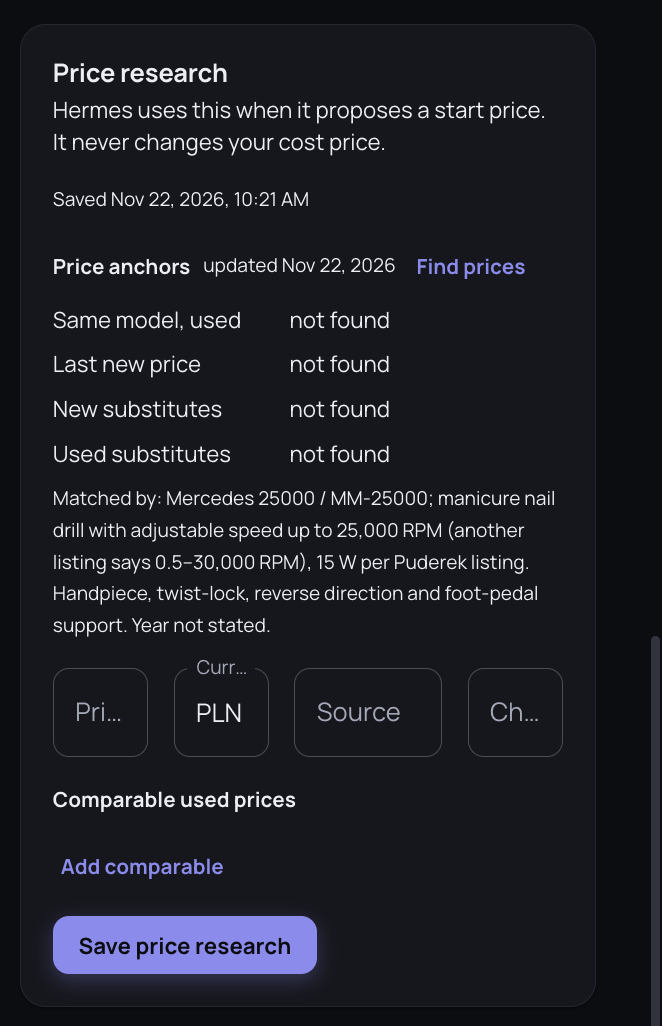 Price research
Hermes uses this when it proposes a start price.
It never changes your cost price.
Saved Nov 22, 2026, 10:21 AM
Price anchors updated Nov 22, 2026 Find prices
Same model, used not found
Last new price not found
New substitutes not found
Used substitutes not found
Matched by: Mercedes 25000 / MM-25000; manicure nail
drill with adjustable speed up to 25,000 RPM (another
listing says 0.5–30,000 RPM), 15 W per Puderek listing.
Handpiece, twist-lock, reverse direction and foot-pedal
support. Year not stated.
Curr...
Pri... PLN Source Ch...
Comparable used prices
Add comparable
Save price research